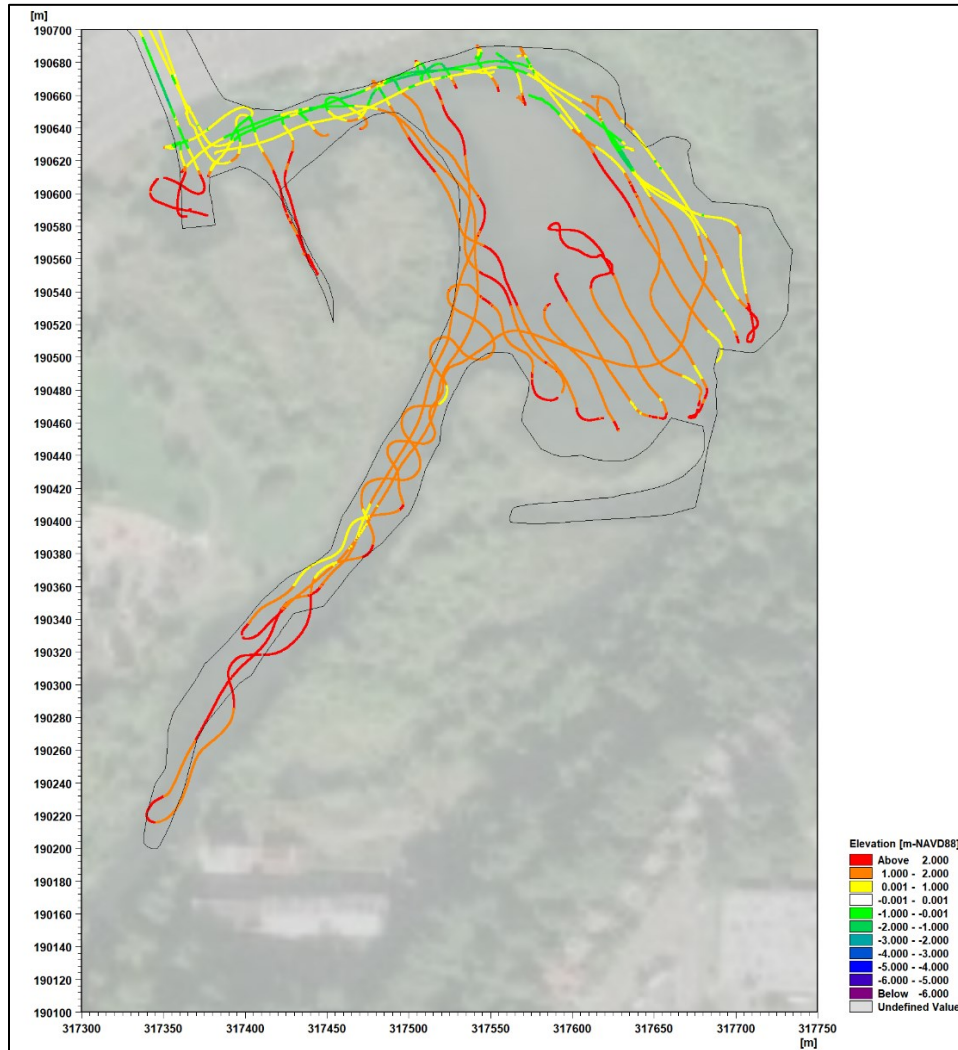 [m]
190700
190680
190660
190640
190620
190600
190580
190560
190540
190520
190500
190480
190460
190440
190420
190400
190380
190360
190340
190320
190300
190280
190260
190240
190220
190200
190180
190160
190140
190120
190100
317300 317350 317400 317450 317500 317550 317600 317650 317700 317750
[m]
Elevation [m-NAVD88]
Above 2.000
1.000 - 2.000
0.001 - 1.000
-0.001 - 0.001
-1.000 - -0.001
-2.000 - -1.000
-3.000 - -2.000
-4.000 - -3.000
-5.000 - -4.000
-6.000 - -5.000
Below -6.000
Undefined Value